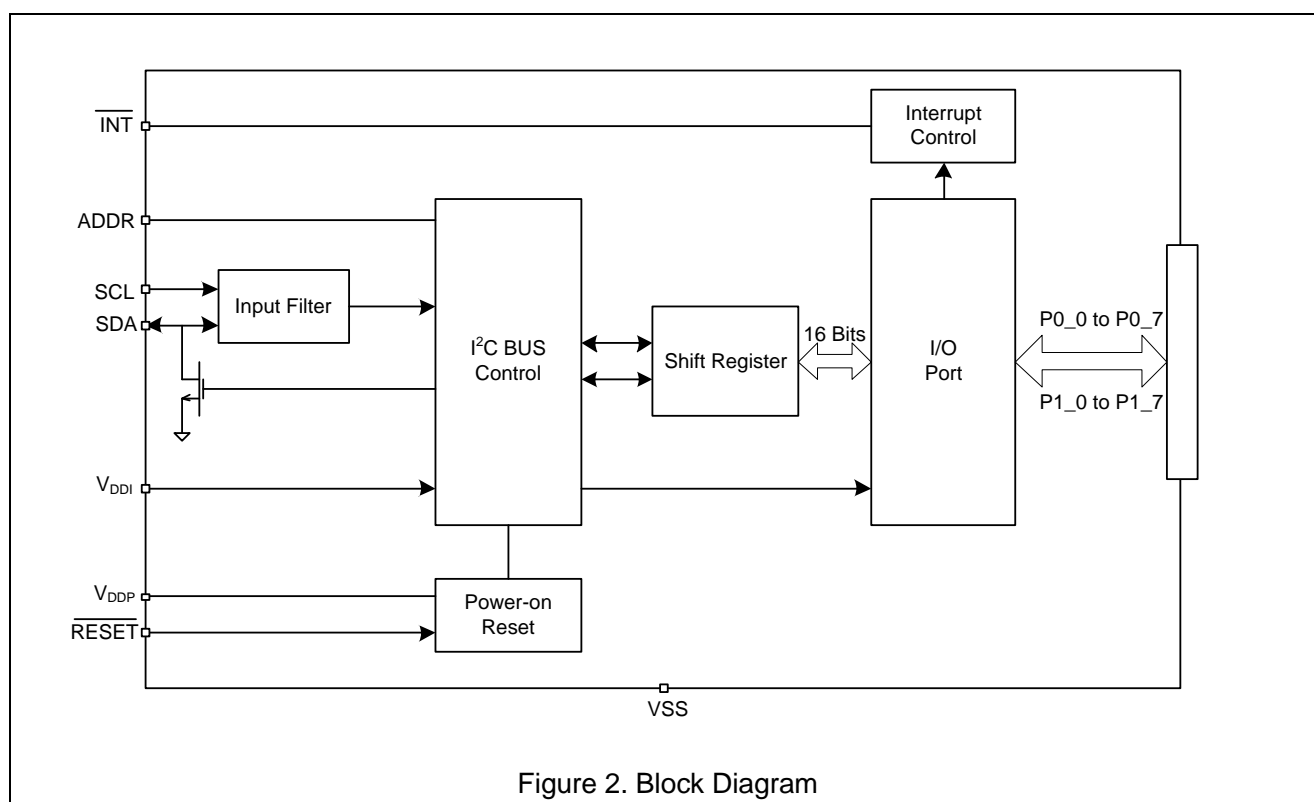 INT
Interrupt
Control
ADDR
SCL
SDA
Input Filter
I²C BUS
Control
Shift Register
16 Bits
I/O
Port
P0_0 to P0_7
P1_0 to P1_7
VDDI
VDDP
RESET
Power-on
Reset
VSS
Figure 2. Block Diagram